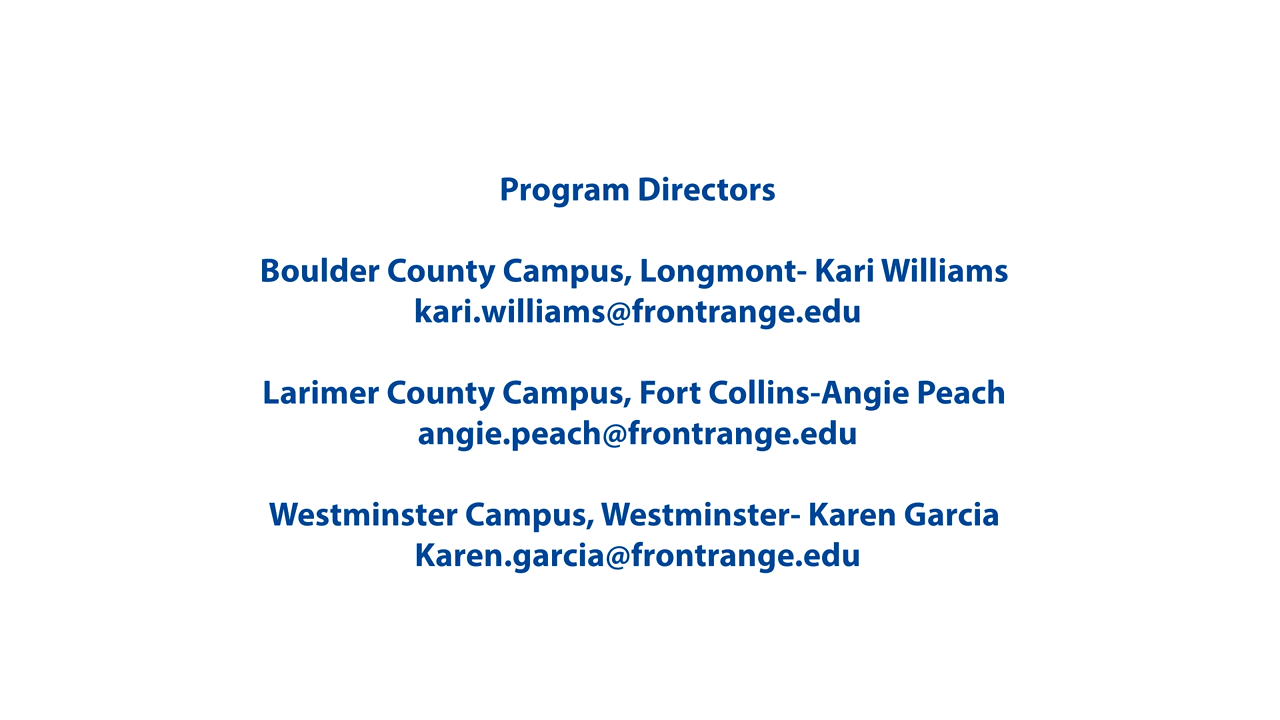 Program Directors
Boulder County Campus, Longmont- Kari Williams
kari.williams@frontrange.edu
Larimer County Campus, Fort Collins-Angie Peach
angie.peach@frontrange.edu
Westminster Campus, Westminster- Karen Garcia
Karen.garcia@frontrange.edu